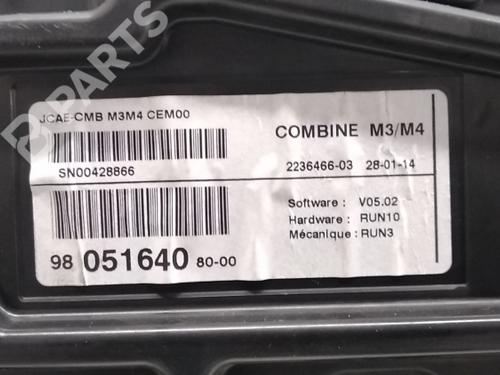 B-PARTS
JCAE-CMB M3M4 CEM00
COMBINE M3/M4
SN00428866
2236466-03 28-01-14
Software : V05.02
Hardware : RUN10
Mécanique : RUN3
98 051640 80-00